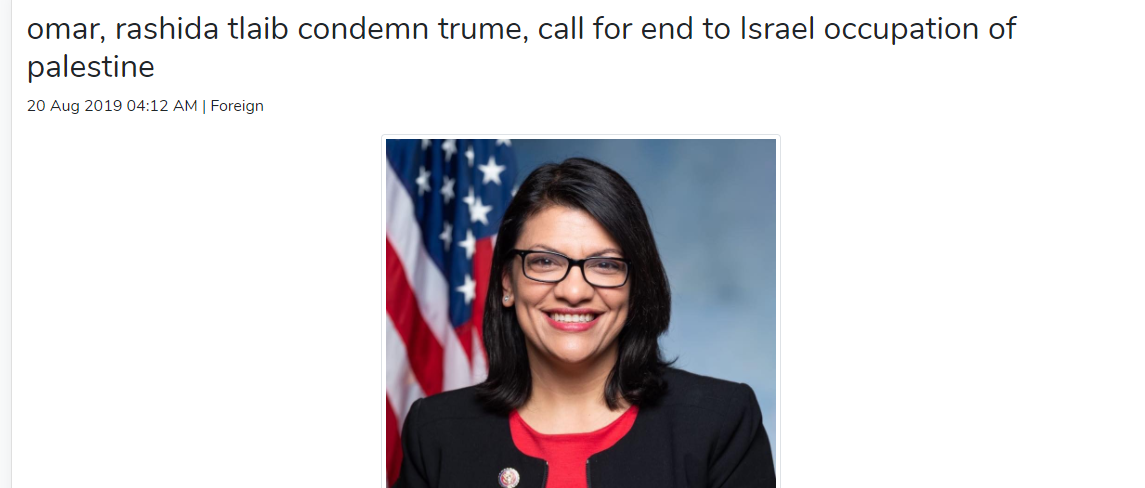 omar, rashida tlaib condemn trume, call for end to Israel occupation of
palestine
20 Aug 2019 04:12 AM | Foreign